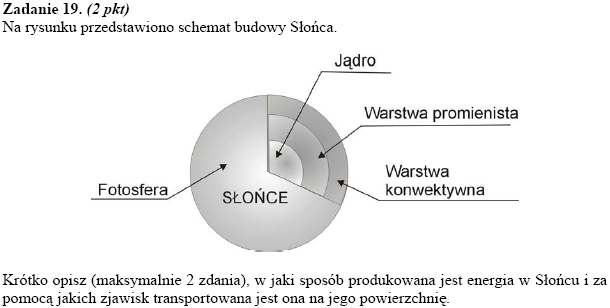 Zadanie 19. (2 pkt)
Na rysunku przedstawiono schemat budowy Słońca.
Jądro
Warstwa promienista
Warstwa
konwektywna
Fotosfera
SŁOŃCE
Krótko opisz (maksymalnie 2 zdania), w jaki sposób produkowana jest energia w Słońcu i za
pomocą jakich zjawisk transportowana jest ona na jego powierzchnię.